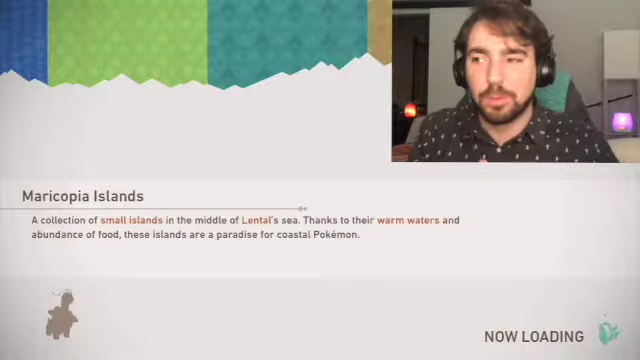 Maricopia Islands
A collection of small islands in the middle of Lental's sea. Thanks to their warm waters and
abundance of food, these islands are a paradise for coastal Pokémon.
NOW LOADING